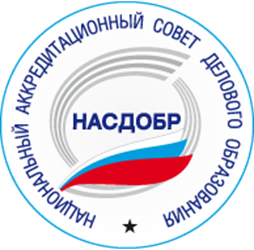 НАЦИОНАЛЬНЫЙ АККРЕДИТАЦИОННЫЙ СОВЕТ ДЕЛОВОГО ОБРАЗОВАНИЯ
НАСДОБР